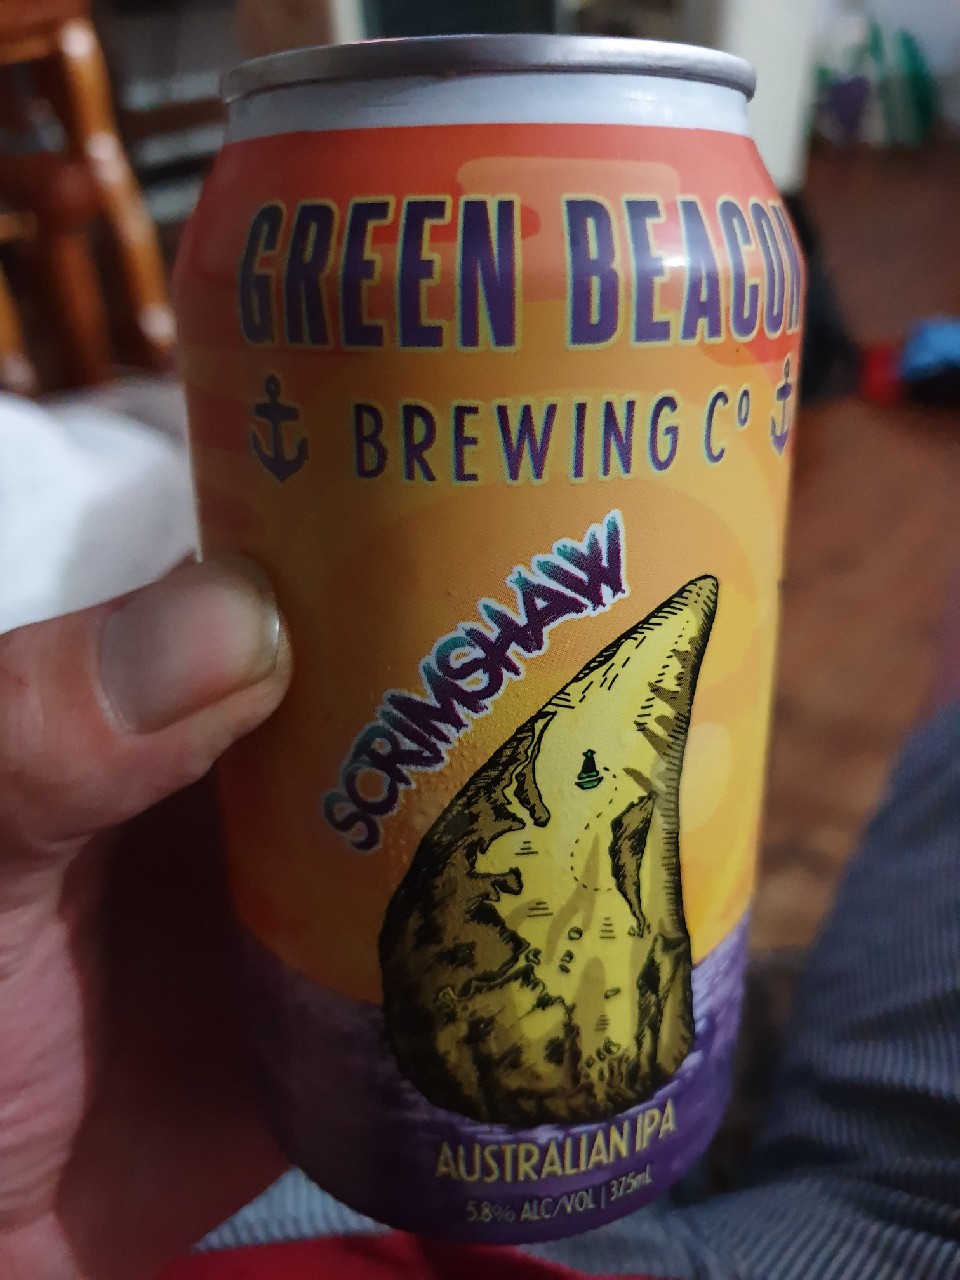 GREEN BEACON
BREWING Cº
SCRIMSHAW
AUSTRALIAN IPA
5.8% ALC/VOL | 375mL